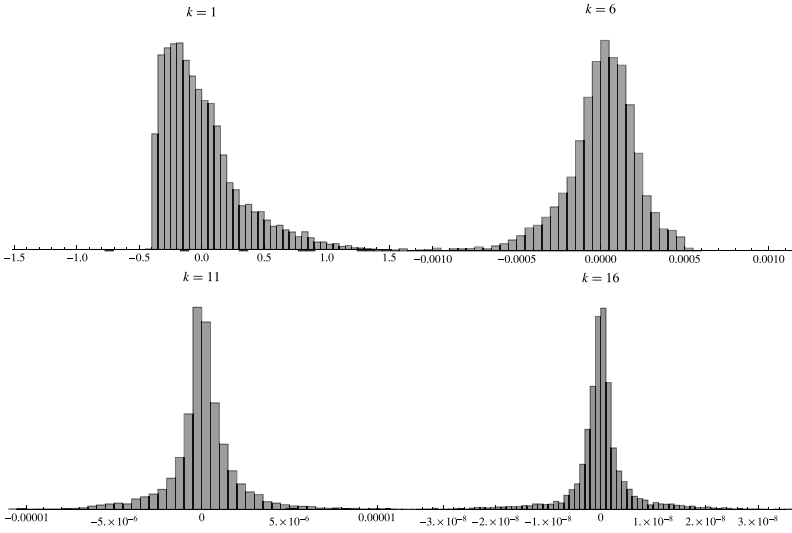 k = 1
k = 6
−1.5 −1.0 −0.5 0.0 0.5 1.0 1.5
−0.0010 −0.0005 0.0000 0.0005 0.0010
k = 11
k = 16
−0.00001 −5.×10⁻⁶ 0 5.×10⁻⁶ 0.00001
−3.×10⁻⁸ −2.×10⁻⁸ −1.×10⁻⁸ 0 1.×10⁻⁸ 2.×10⁻⁸ 3.×10⁻⁸